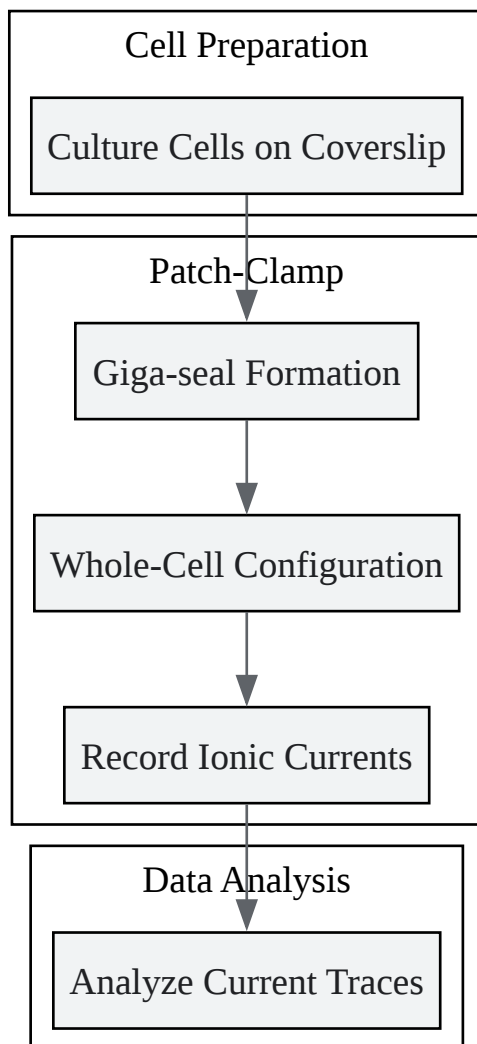 Cell Preparation
Culture Cells on Coverslip
Patch-Clamp
Giga-seal Formation
Whole-Cell Configuration
Record Ionic Currents
Data Analysis
Analyze Current Traces